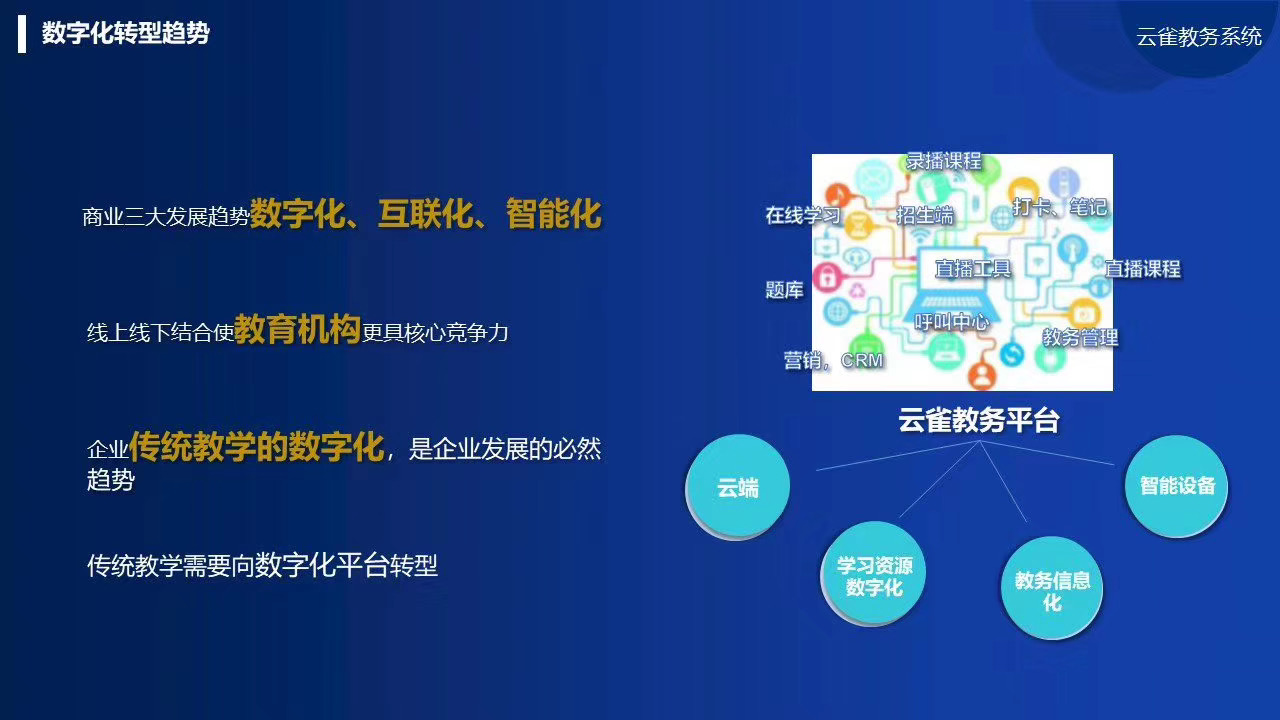 数字化转型趋势
云雀教务系统
商业三大发展趋势数字化、互联化、智能化
线上线下结合使教育机构更具核心竞争力
企业传统教学的数字化，是企业发展的必然
趋势
传统教学需要向数字化平台转型
录播课程
在线学习
招生端
打卡、笔记
直播工具
直播课程
题库
呼叫中心
教务管理
营销，CRM
云雀教务平台
云端
学习资源
数字化
教务信息
化
智能设备